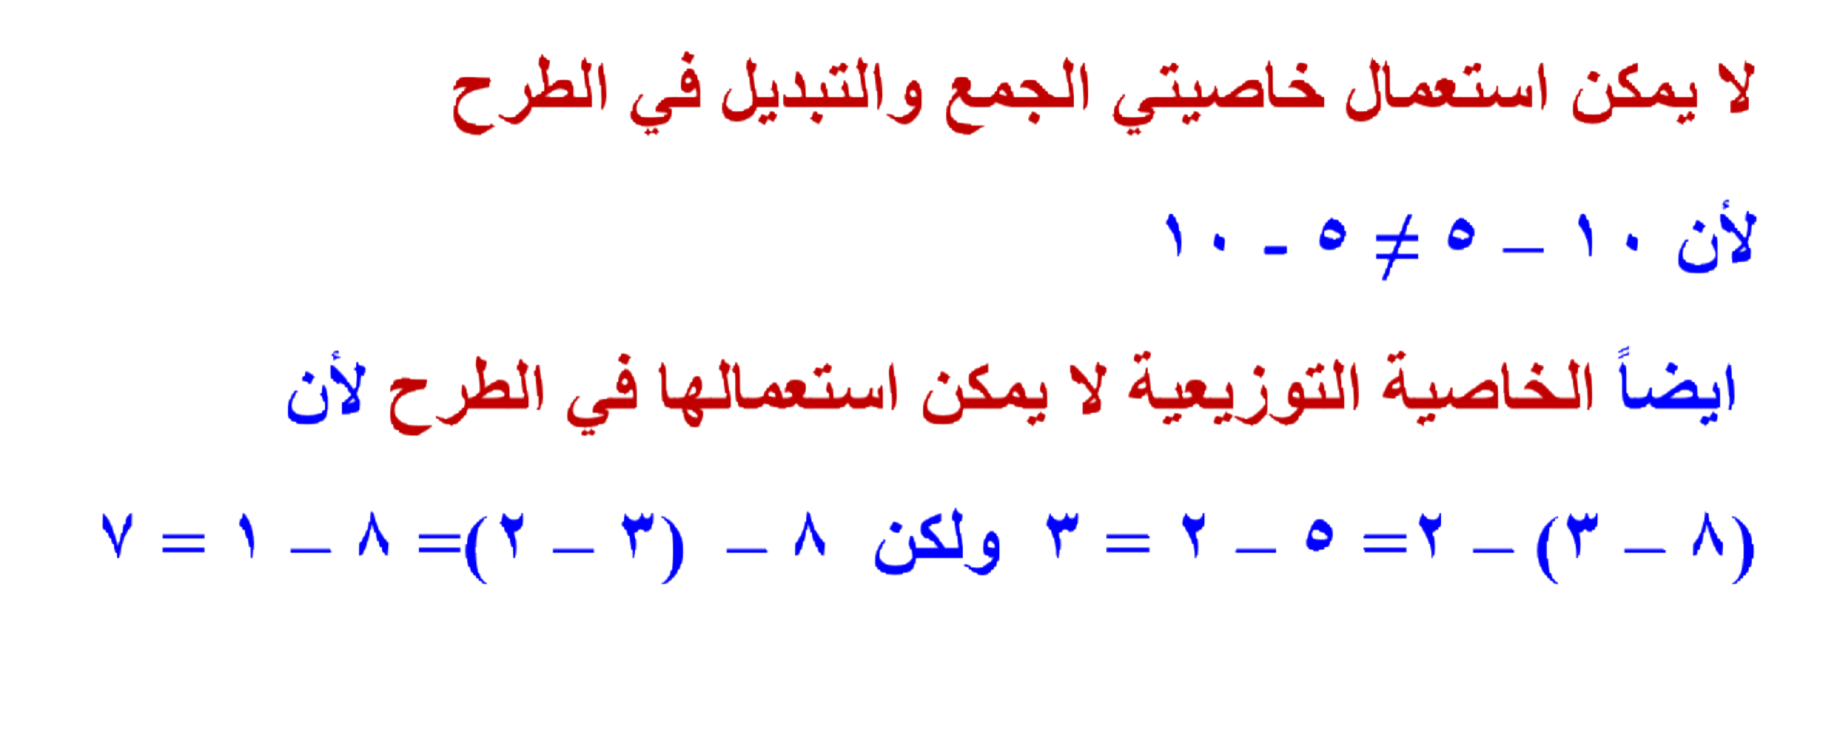 لا يمكن استعمال خاصيتي الجمع والتبديل في الطرح
لأن ١٠ – ٥ ≠ ٥ - ١٠
ايضاً الخاصية التوزيعية لا يمكن استعمالها في الطرح لأن
(٨ – ٣) – ٢= ٥ – ٢ = ٣ ولكن ٨ – (٣ – ٢)= ٨ – ١ = ٧